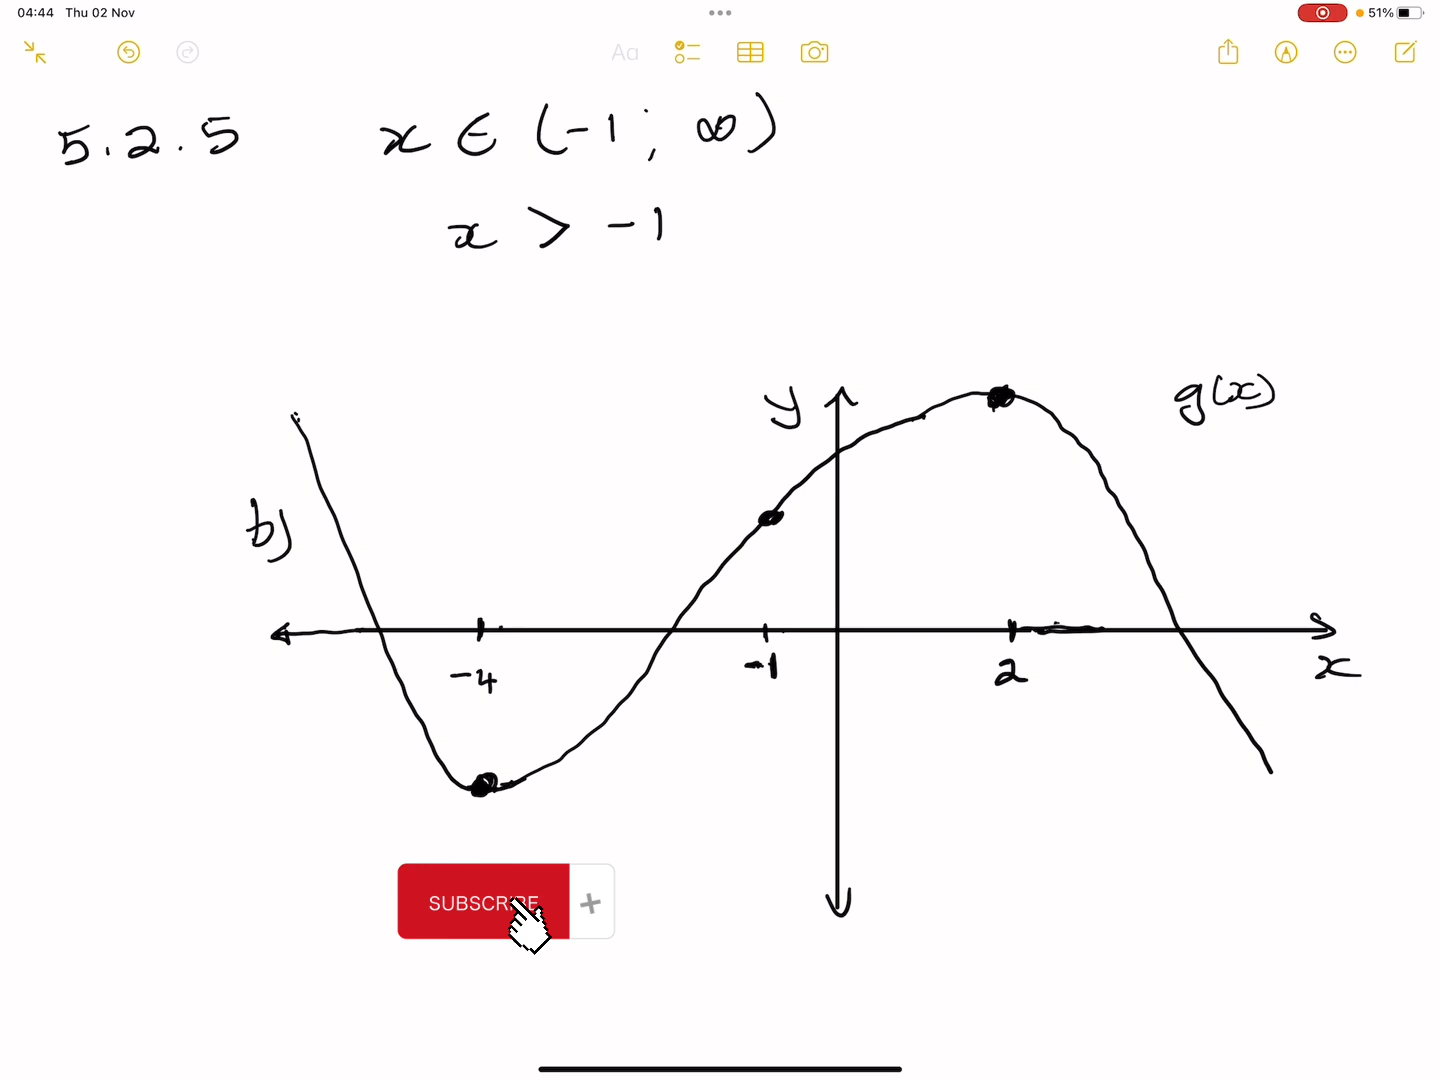 04:44 Thu 02 Nov
51%
Aa
5.2.5 x ∈ (-1 ; ∞)
x > -1
y
g(x)
b)
-4
-1
2
x
SUBSCRIBE +